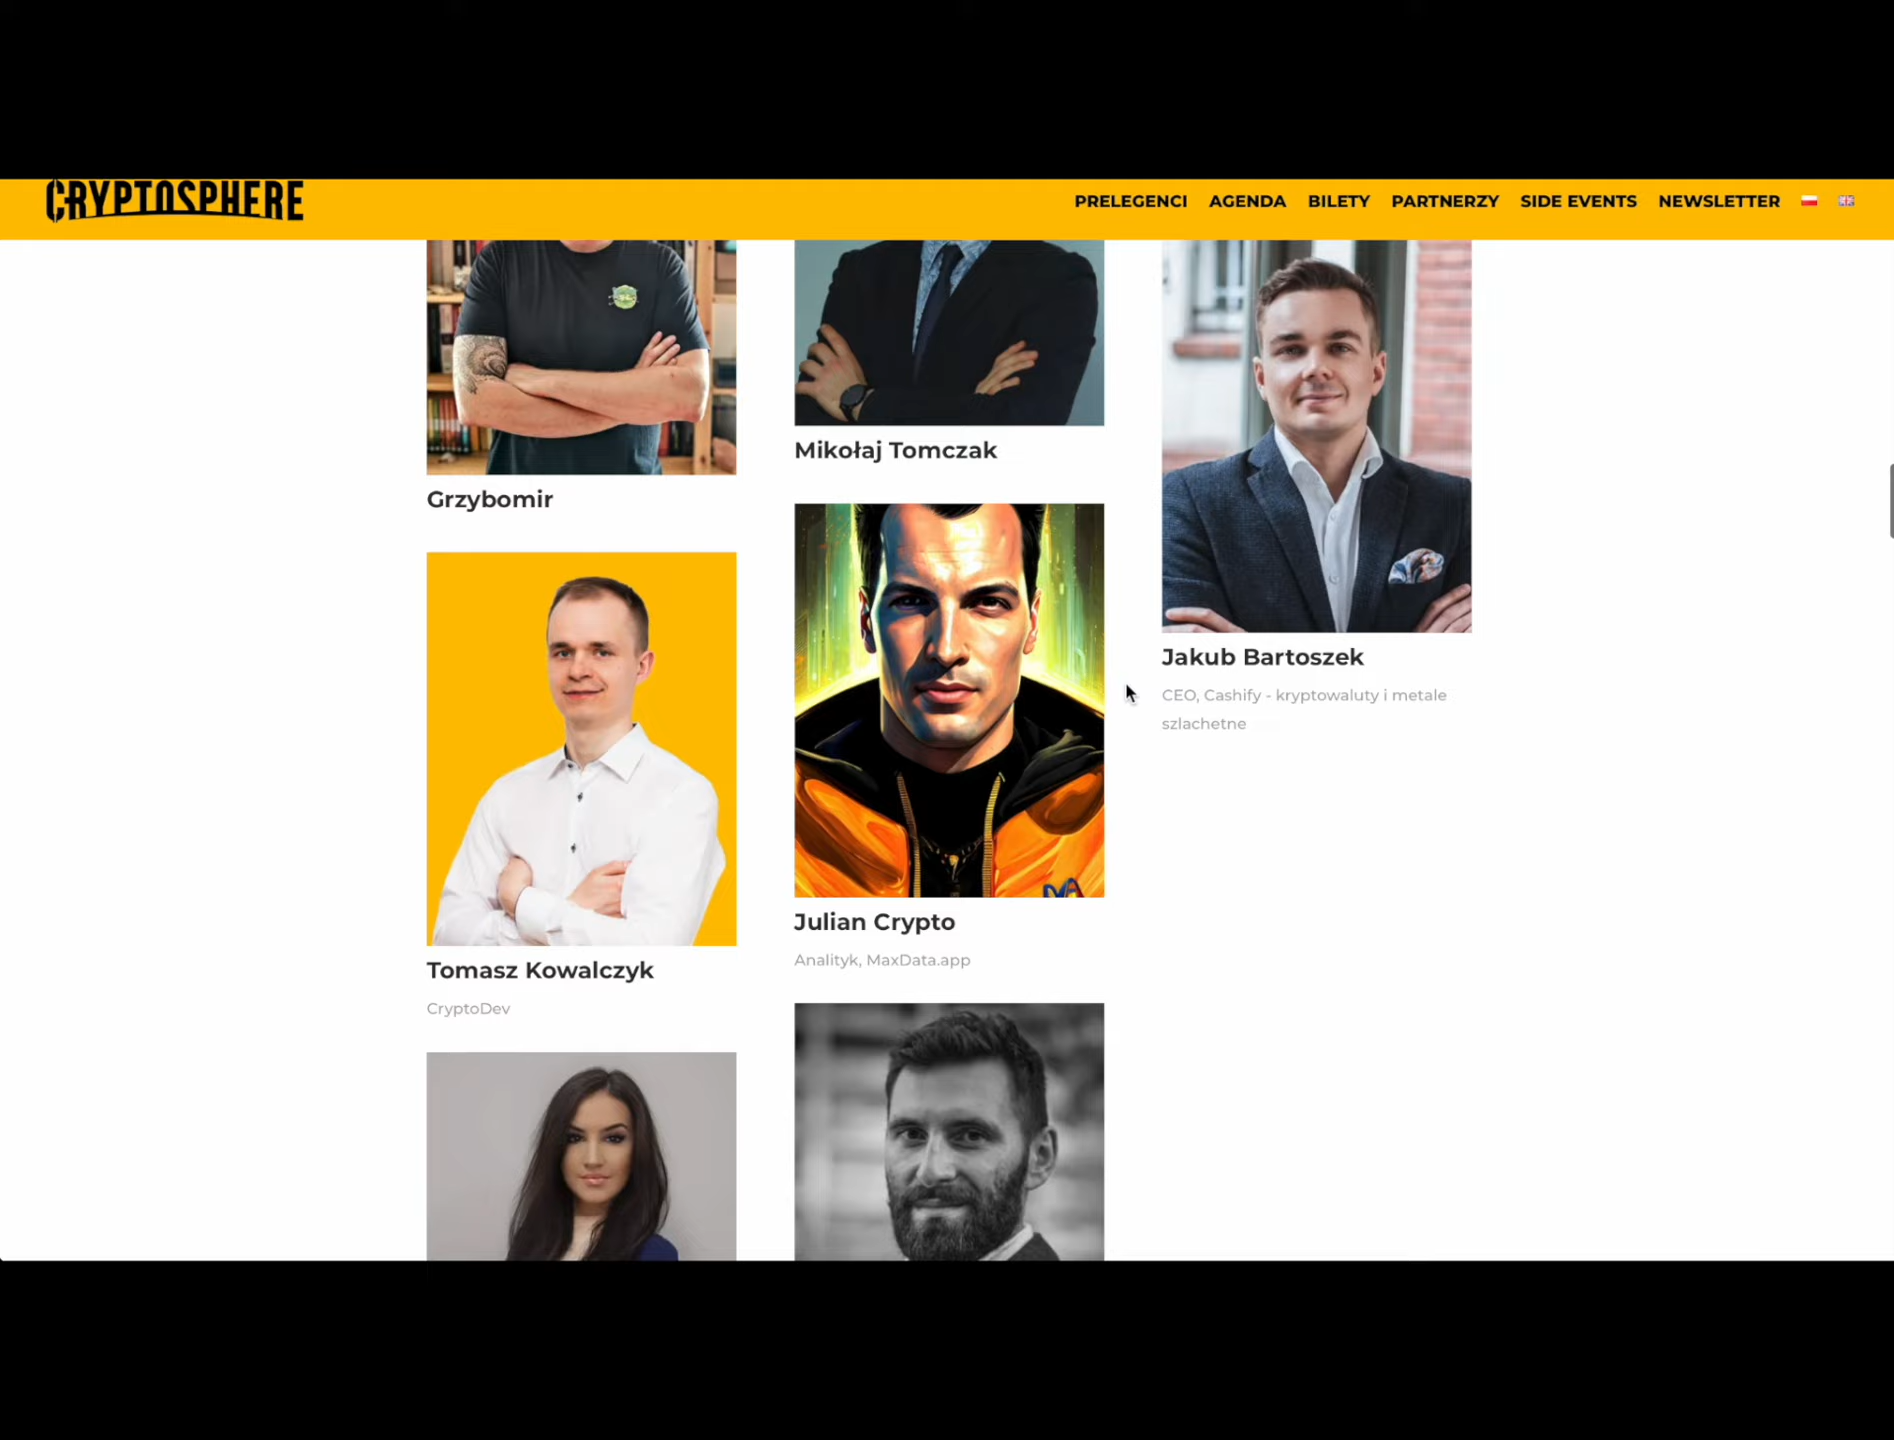 CRYPTOSPHERE
PRELEGENCI AGENDA BILETY PARTNERZY SIDE EVENTS NEWSLETTER
Grzybomir
Mikołaj Tomczak
Jakub Bartoszek
CEO, Cashify - kryptowaluty i metale
szlachetne
Tomasz Kowalczyk
CryptoDev
Julian Crypto
Analityk, MaxData.app